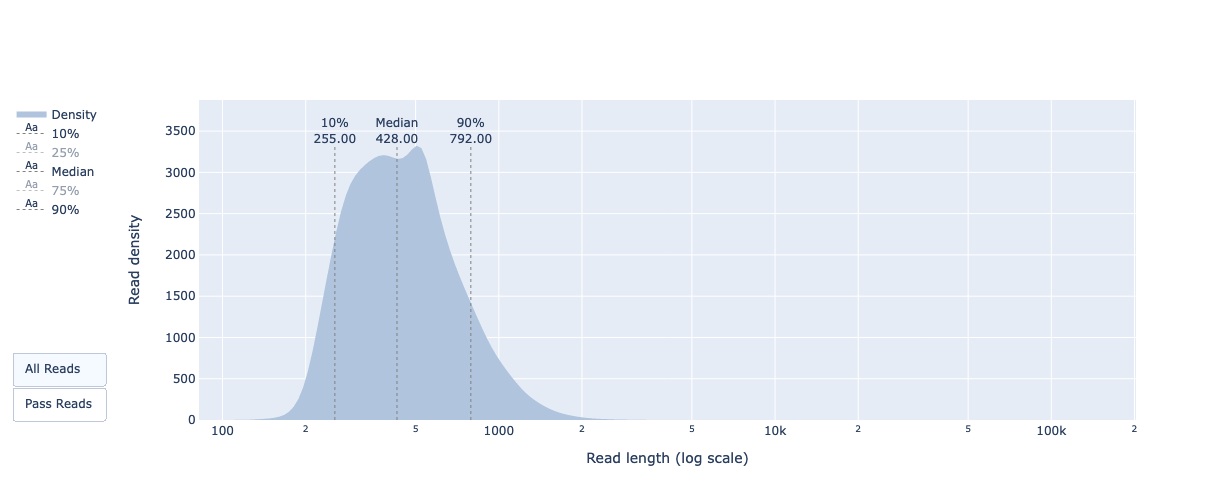 Density
Aa
10%
Aa
25%
Aa
Median
Aa
75%
Aa
90%
All Reads
Pass Reads
10%
255.00
Median
428.00
90%
792.00
3500
3000
2500
2000
1500
1000
500
0
Read density
100 2 5 1000 2 5 10k 2 5 100k 2
Read length (log scale)